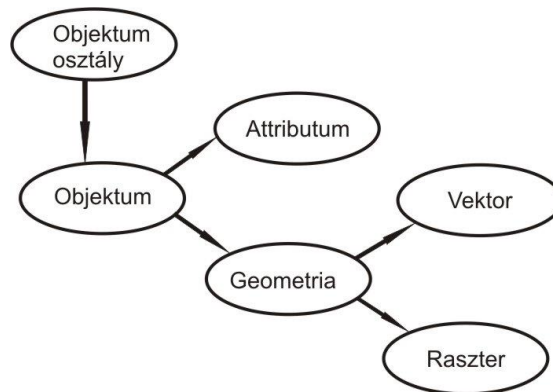 Objektum
osztály
Attributum
Objektum
Vektor
Geometria
Raszter